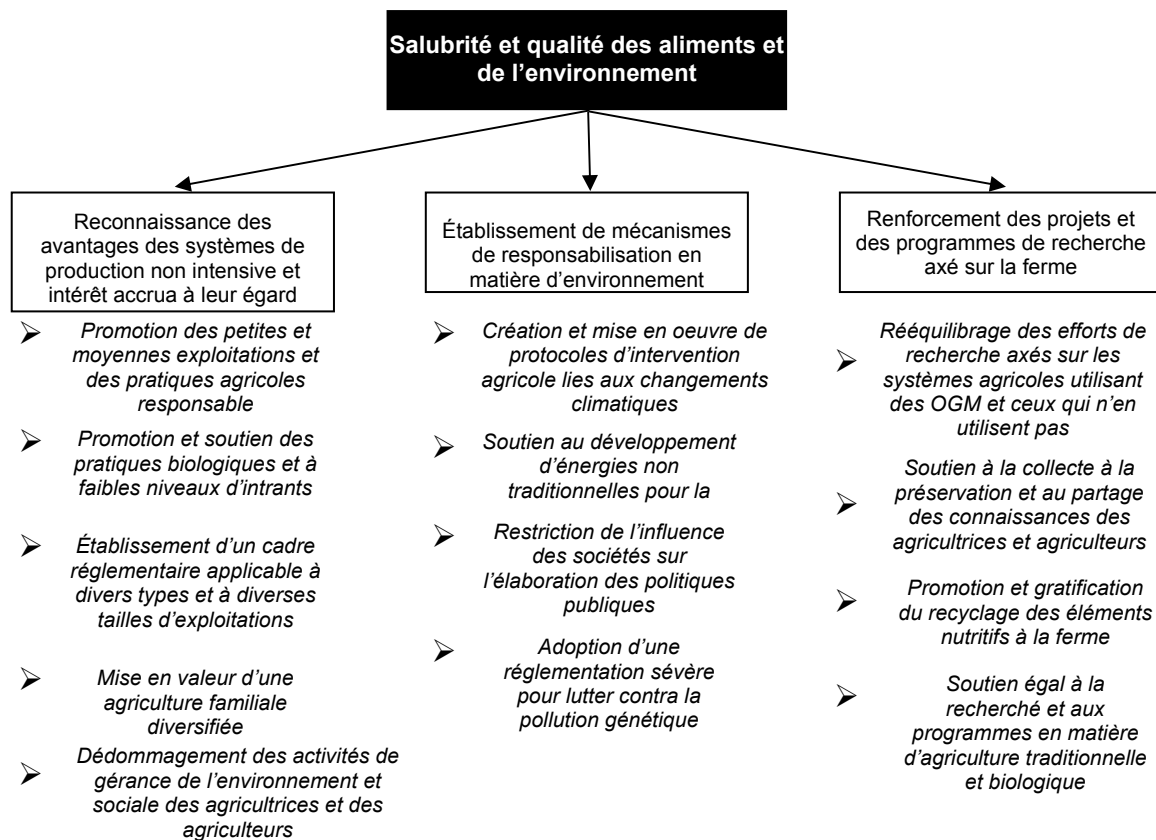 Salubrité et qualité des aliments et
de l'environnement
Reconnaissance des
avantages des systèmes de
production non intensive et
intérêt accrua à leur égard
Promotion des petites et
moyennes exploitations et
des pratiques agricoles
responsable
Promotion et soutien des
pratiques biologiques et à
faibles niveaux d'intrants
Établissement d'un cadre
réglementaire applicable à
divers types et à diverses
tailles d'exploitations
Mise en valeur d'une
agriculture familiale
diversifiée
Dédommagement des activités de
gérance de l'environnement et
sociale des agricultrices et des
agriculteurs
Établissement de mécanismes
de responsabilisation en
matière d'environnement
Création et mise en oeuvre de
protocoles d'intervention
agricole lies aux changements
climatiques
Soutien au développement
d'énergies non
traditionnelles pour la
Restriction de l'influence
des sociétés sur
l'élaboration des politiques
publiques
Adoption d'une
réglementation sévère
pour lutter contra la
pollution génétique
Renforcement des projets et
des programmes de recherche
axé sur la ferme
Rééquilibrage des efforts de
recherche axés sur les
systèmes agricoles utilisant
des OGM et ceux qui n'en
utilisent pas
Soutien à la collecte à la
préservation et au partage
des connaissances des
agricultrices et agriculteurs
Promotion et gratification
du recyclage des éléments
nutritifs à la ferme
Soutien égal à la
recherché et aux
programmes en matière
d'agriculture traditionnelle
et biologique